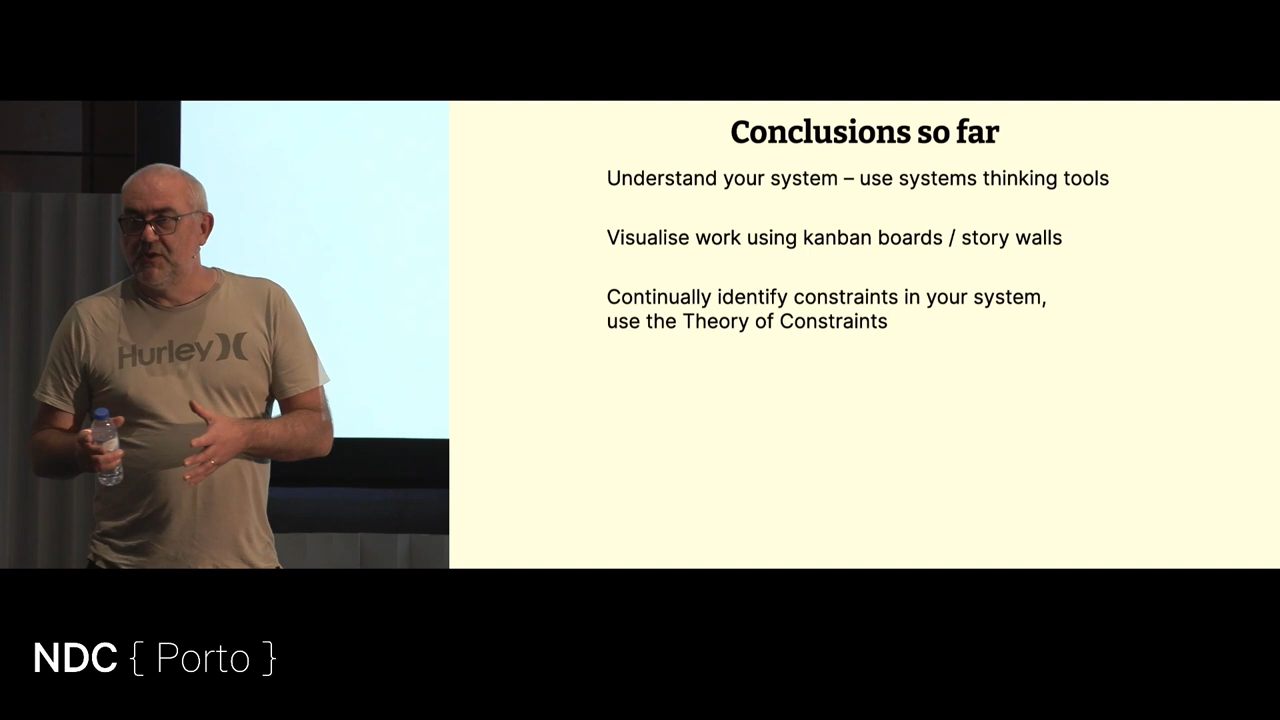 Conclusions so far
Understand your system – use systems thinking tools
Visualise work using kanban boards / story walls
Continually identify constraints in your system,
use the Theory of Constraints
Hurley
NDC { Porto }